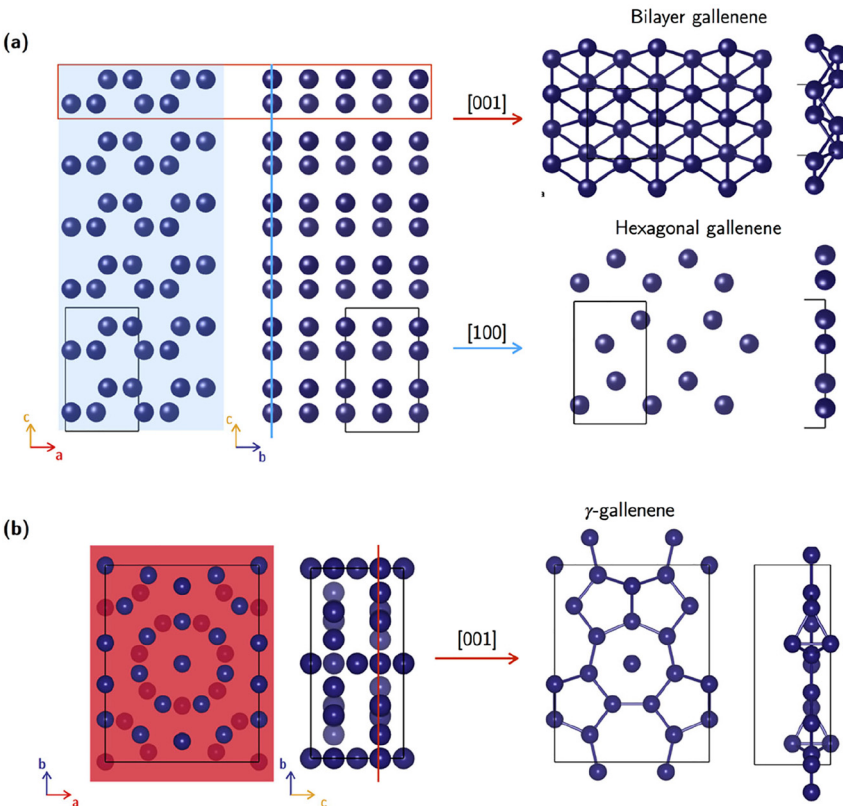 (a)
Bilayer gallenene
[001]
a
Hexagonal gallenene
[100]
c
a
c
b
(b)
γ-gallenene
[001]
b
a
b
c